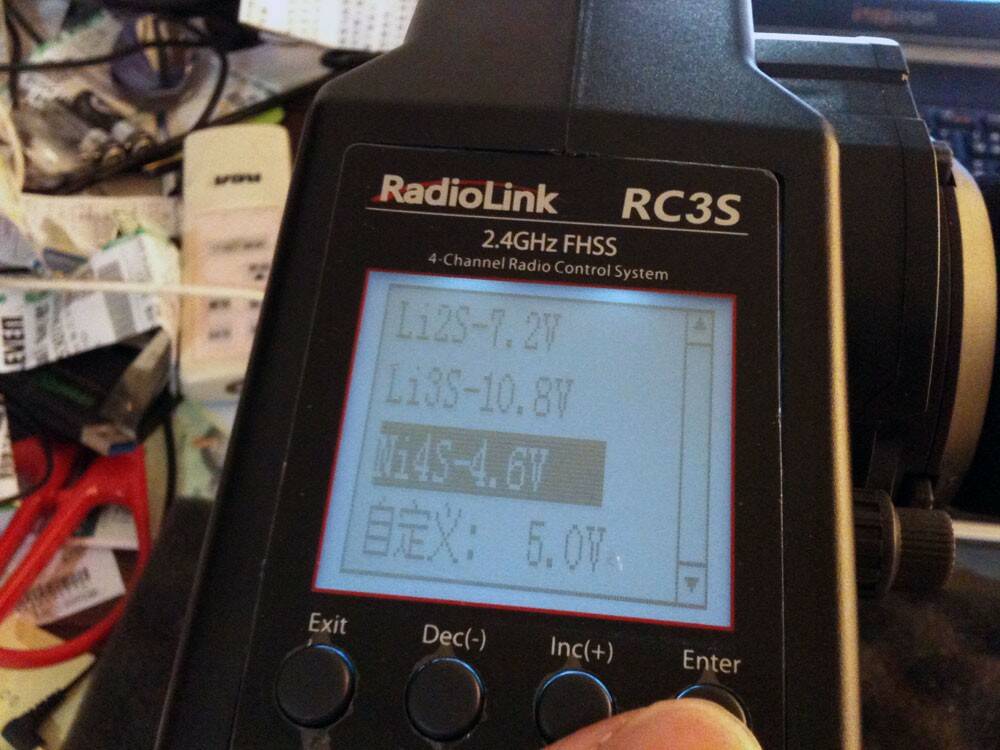 RadioLink RC3S
2.4GHz FHSS
4-Channel Radio Control System
Li2S-7.2V
Li3S-10.8V
Ni4S-4.6V
自定义: 5.0V
Exit Dec(-) Inc(+) Enter
EVEN